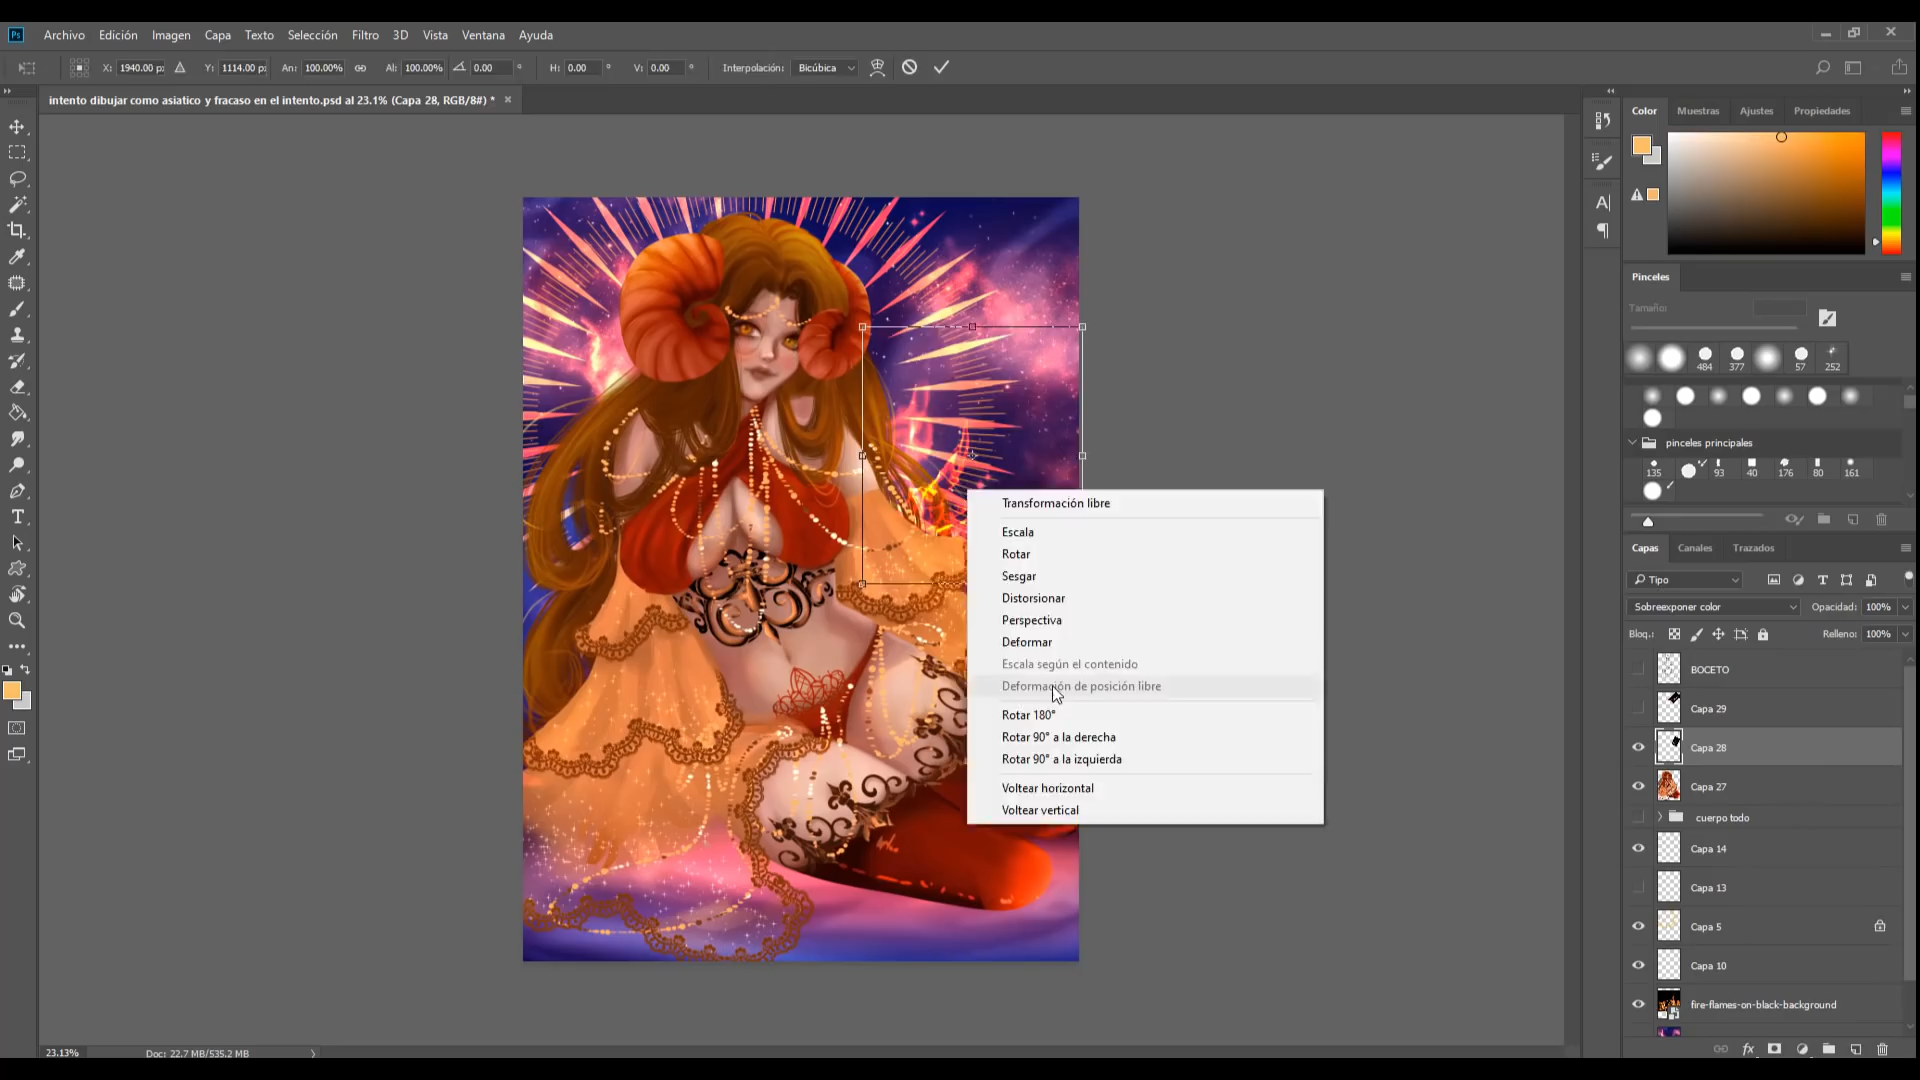 Ps Archivo Edición Imagen Capa Texto Selección Filtro 3D Vista Ventana Ayuda
X: 1940.00 px Y: 1114.00 px An: 100.00% Al: 100.00% 0.00 ° H: 0.00 ° V: 0.00 ° Interpolación: Bicúbica
intento dibujar como asiatico y fracaso en el intento.psd al 23.1% (Capa 28, RGB/8#) *
Color Muestras Ajustes Propiedades
Pinceles
Tamaño:
484 377 57 252
pinceles principales
135 93 40 176 80 161
Transformación libre
Escala
Rotar
Sesgar
Distorsionar
Perspectiva
Deformar
Escala según el contenido
Deformación de posición libre
Rotar 180°
Rotar 90° a la derecha
Rotar 90° a la izquierda
Voltear horizontal
Voltear vertical
Capas Canales Trazados
Tipo
Sobreexponer color Opacidad: 100%
Bloq.: Relleno: 100%
BOCETO
Capa 29
Capa 28
Capa 27
cuerpo todo
Capa 14
Capa 13
Capa 5
Capa 10
fire-flames-on-black-background
fx
23.13% Doc: 22.7 MB/535.2 MB